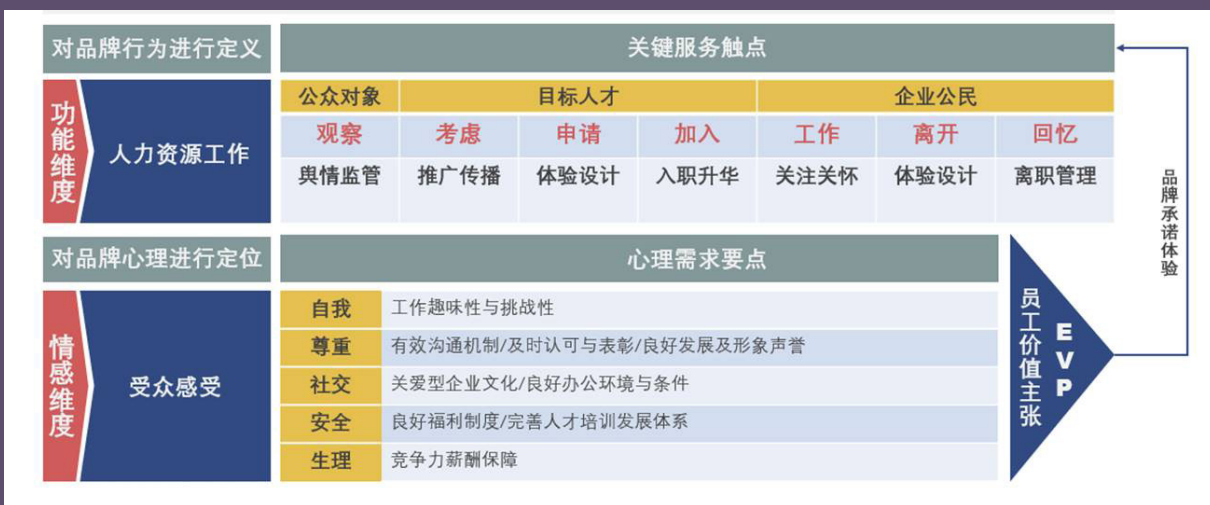 对品牌行为进行定义
关键服务触点
功能维度
人力资源工作
公众对象 目标人才 企业公民
观察 考虑 申请 加入 工作 离开 回忆
舆情监管 推广传播 体验设计 入职升华 关注关怀 体验设计 离职管理
品牌承诺体验
对品牌心理进行定位
心理需求要点
情感维度
受众感受
自我 工作趣味性与挑战性
尊重 有效沟通机制/及时认可与表彰/良好发展及形象声誉
社交 关爱型企业文化/良好办公环境与条件
安全 良好福利制度/完善人才培训发展体系
生理 竞争力薪酬保障
员工价值主张
EVP